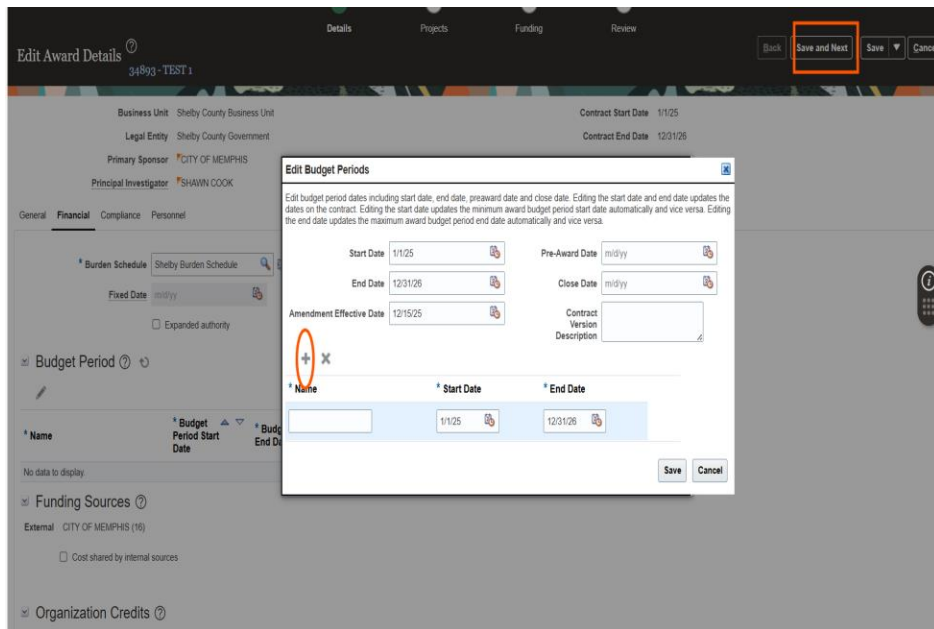 Details Projects Funding Review
Edit Award Details
34893 - TEST 1
Back Save and Next Save
Business Unit Shelby County Business Unit
Contract Start Date 1/1/25
Legal Entity Shelby County Government
Contract End Date 12/31/26
Primary Sponsor CITY OF MEMPHIS
Principal Investigator SHAWN COOK
General Financial Compliance Personnel
* Burden Schedule Shelby Burden Schedule
Fixed Date m/d/yy
Expanded authority
Budget Period
* Name
* Budget Period Start Date
No data to display
Funding Sources
External CITY OF MEMPHIS (16)
Cost shared by internal sources
Organization Credits
Edit Budget Periods
Edit budget period dates including start date, end date, preaward date and close date. Editing the start date and end date updates the
dates on the contract. Editing the start date updates the minimum award budget period start date automatically and vice versa. Editing
the end date updates the maximum award budget period end date automatically and vice versa.
Start Date 1/1/25 Pre-Award Date m/d/yy
End Date 12/31/26 Close Date m/d/yy
Amendment Effective Date 12/15/25 Contract
Version
Description
* Name * Start Date * End Date
1/1/25 12/31/26
Save Cancel